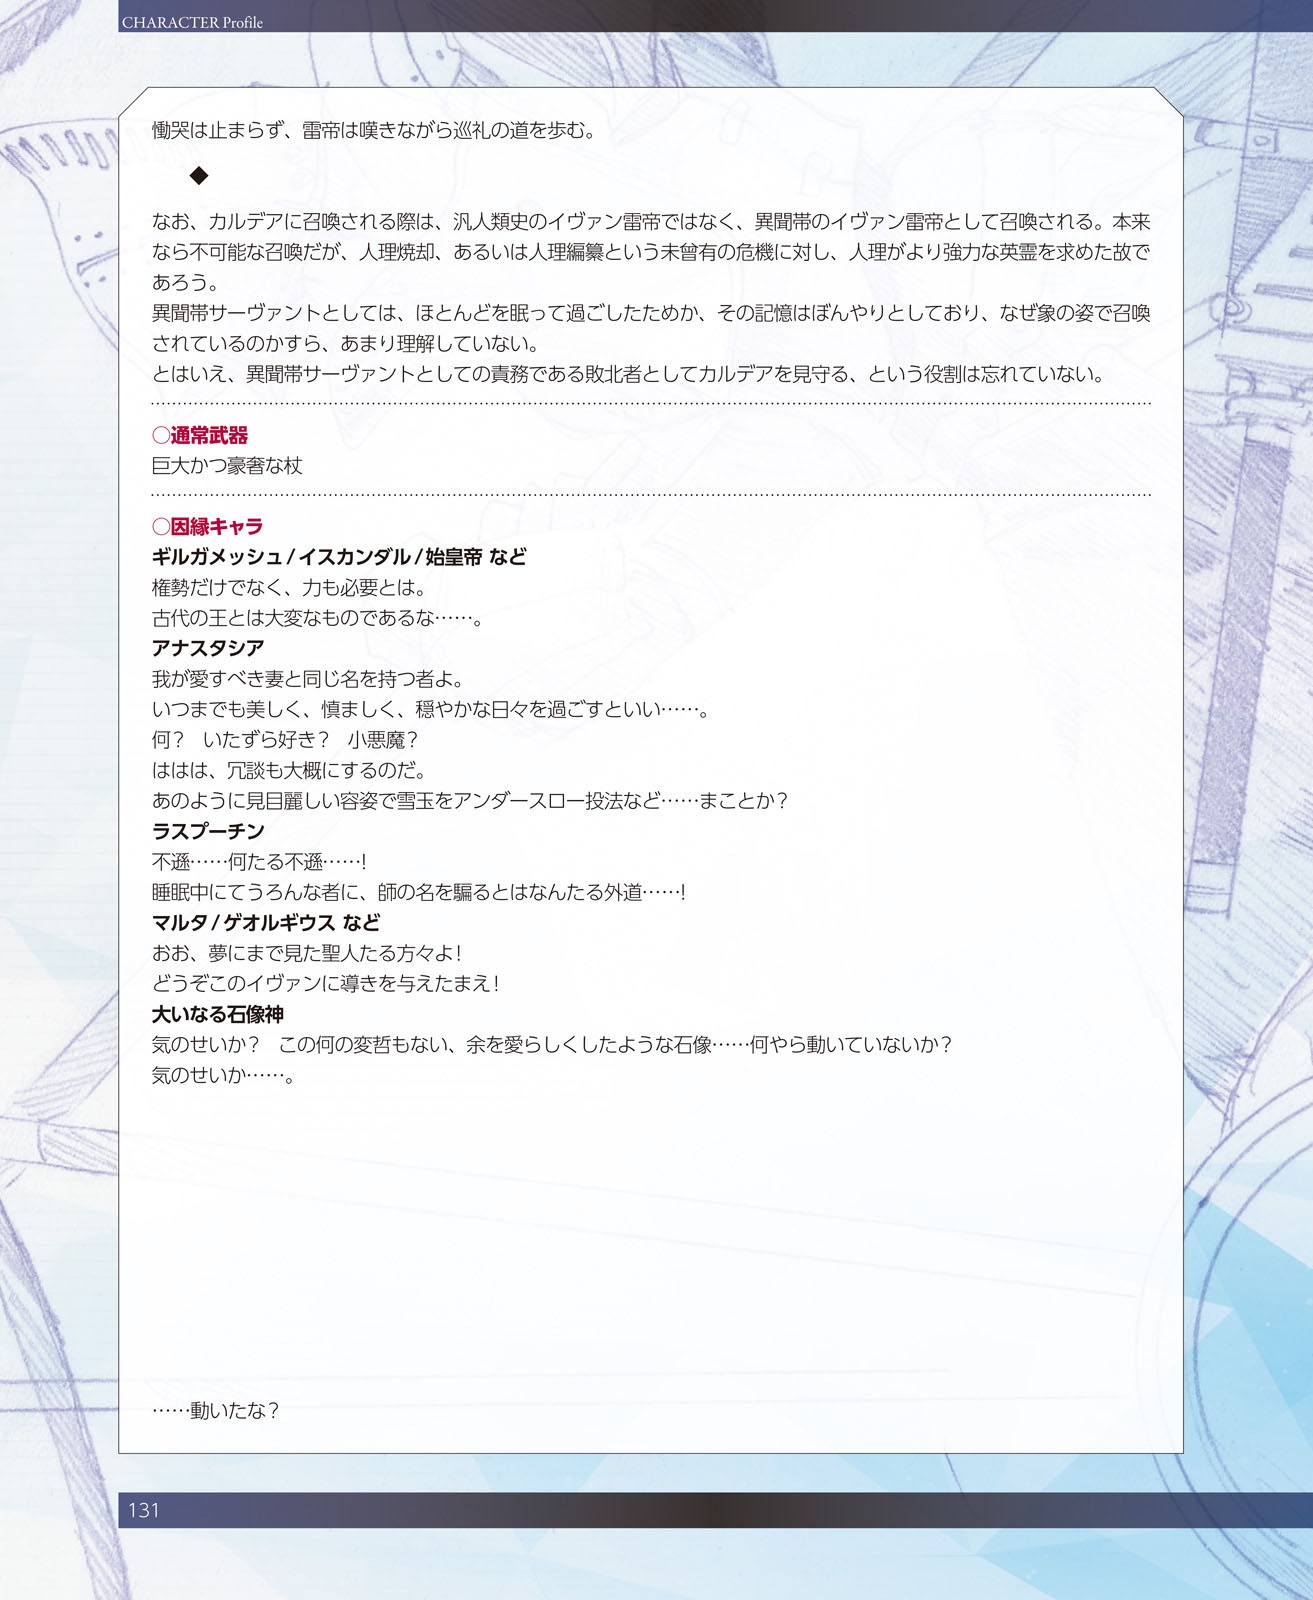 CHARACTER Profile
慟哭は止まらず、雷帝は嘆きながら巡礼の道を歩む。
◆
なお、カルデアに召喚される際は、汎人類史のイヴァン雷帝ではなく、異聞帯のイヴァン雷帝として召喚される。本来
なら不可能な召喚だが、人理焼却、あるいは人理編纂という未曾有の危機に対し、人理がより強力な英霊を求めた故で
あろう。
異聞帯サーヴァントとしては、ほとんどを眠って過ごしたためか、その記憶はぼんやりとしており、なぜ象の姿で召喚
されているのかすら、あまり理解していない。
とはいえ、異聞帯サーヴァントとしての責務である敗北者としてカルデアを見守る、という役割は忘れていない。
○通常武器
巨大かつ豪奢な杖
○因縁キャラ
ギルガメッシュ/イスカンダル/始皇帝 など
権勢だけでなく、力も必要とは。
古代の王とは大変なものであるな……。
アナスタシア
我が愛すべき妻と同じ名を持つ者よ。
いつまでも美しく、慎ましく、穏やかな日々を過ごすといい……。
何？　いたずら好き？　小悪魔？
ははは、冗談も大概にするのだ。
あのように見目麗しい容姿で雪玉をアンダースロー投法など……まことか？
ラスプーチン
不遜……何たる不遜……!
睡眠中にてうろんな者に、師の名を騙るとはなんたる外道……!
マルタ/ゲオルギウス など
おお、夢にまで見た聖人たる方々よ!
どうぞこのイヴァンに導きを与えたまえ!
大いなる石像神
気のせいか？　この何の変哲もない、余を愛らしくしたような石像……何やら動いていないか？
気のせいか……。
……動いたな？
131